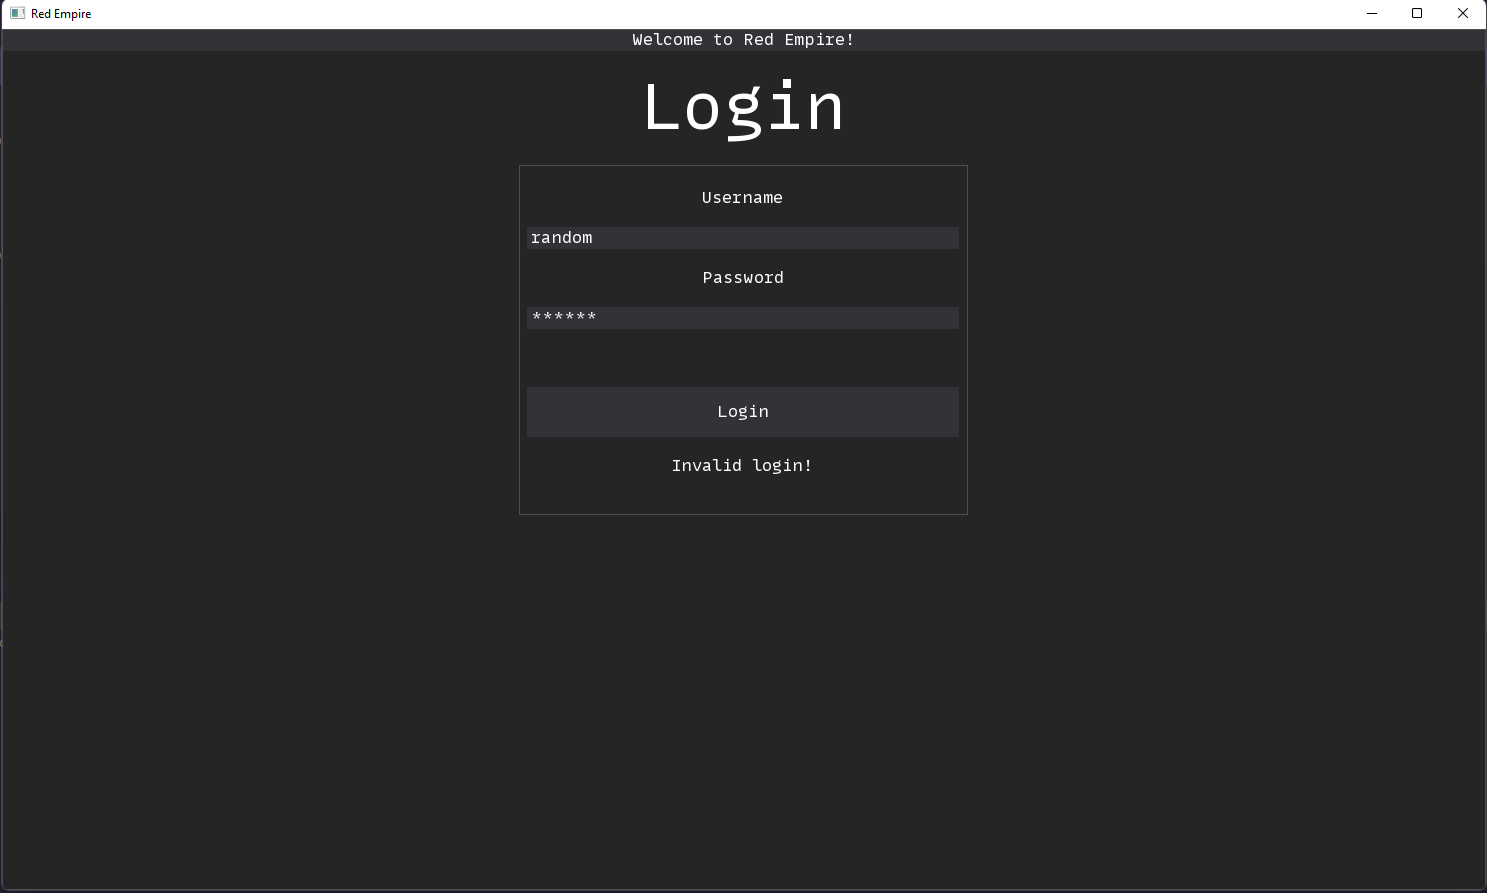 Red Empire
Welcome to Red Empire!
Login
Username
random
Password
******
Login
Invalid login!